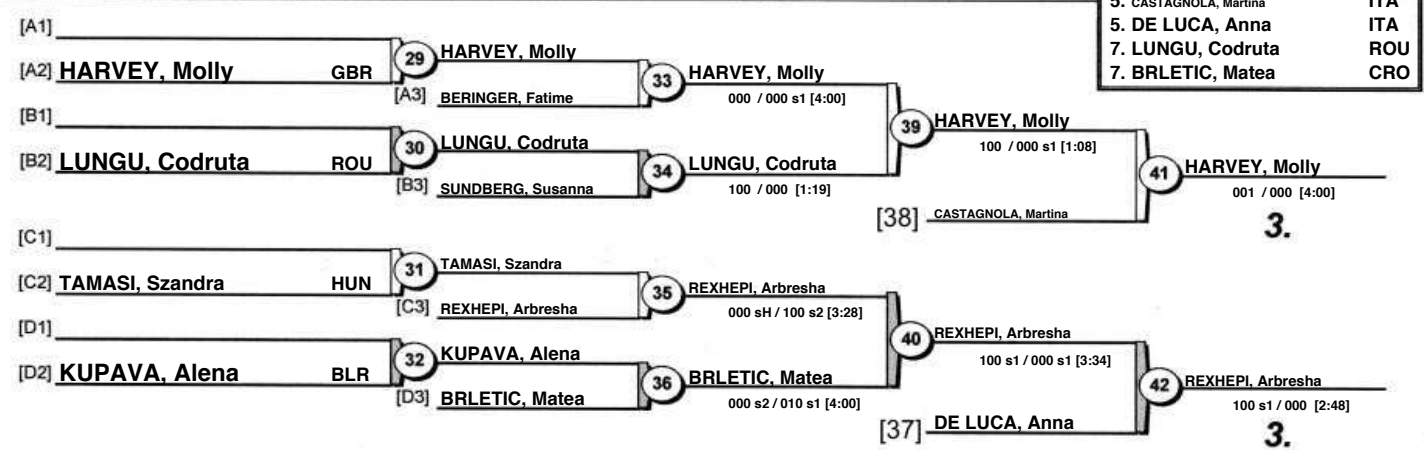 5. CASTAGNOLA, Martina ITA
5. DE LUCA, Anna ITA
7. LUNGU, Codruta ROU
7. BRLETIC, Matea CRO
[A1]
[A2] HARVEY, Molly GBR
29
HARVEY, Molly
[A3] BERINGER, Fatime
33
HARVEY, Molly
000 / 000 s1 [4:00]
[B1]
[B2] LUNGU, Codruta ROU
30
LUNGU, Codruta
[B3] SUNDBERG, Susanna
34
LUNGU, Codruta
100 / 000 [1:19]
39
HARVEY, Molly
100 / 000 s1 [1:08]
[38] CASTAGNOLA, Martina
41
HARVEY, Molly
001 / 000 [4:00]
3.
[C1]
[C2] TAMASI, Szandra HUN
31
TAMASI, Szandra
[C3] REXHEPI, Arbresha
35
REXHEPI, Arbresha
000 sH / 100 s2 [3:28]
[D1]
[D2] KUPAVA, Alena BLR
32
KUPAVA, Alena
[D3] BRLETIC, Matea
36
BRLETIC, Matea
000 s2 / 010 s1 [4:00]
40
REXHEPI, Arbresha
100 s1 / 000 s1 [3:34]
[37] DE LUCA, Anna
42
REXHEPI, Arbresha
100 s1 / 000 [2:48]
3.